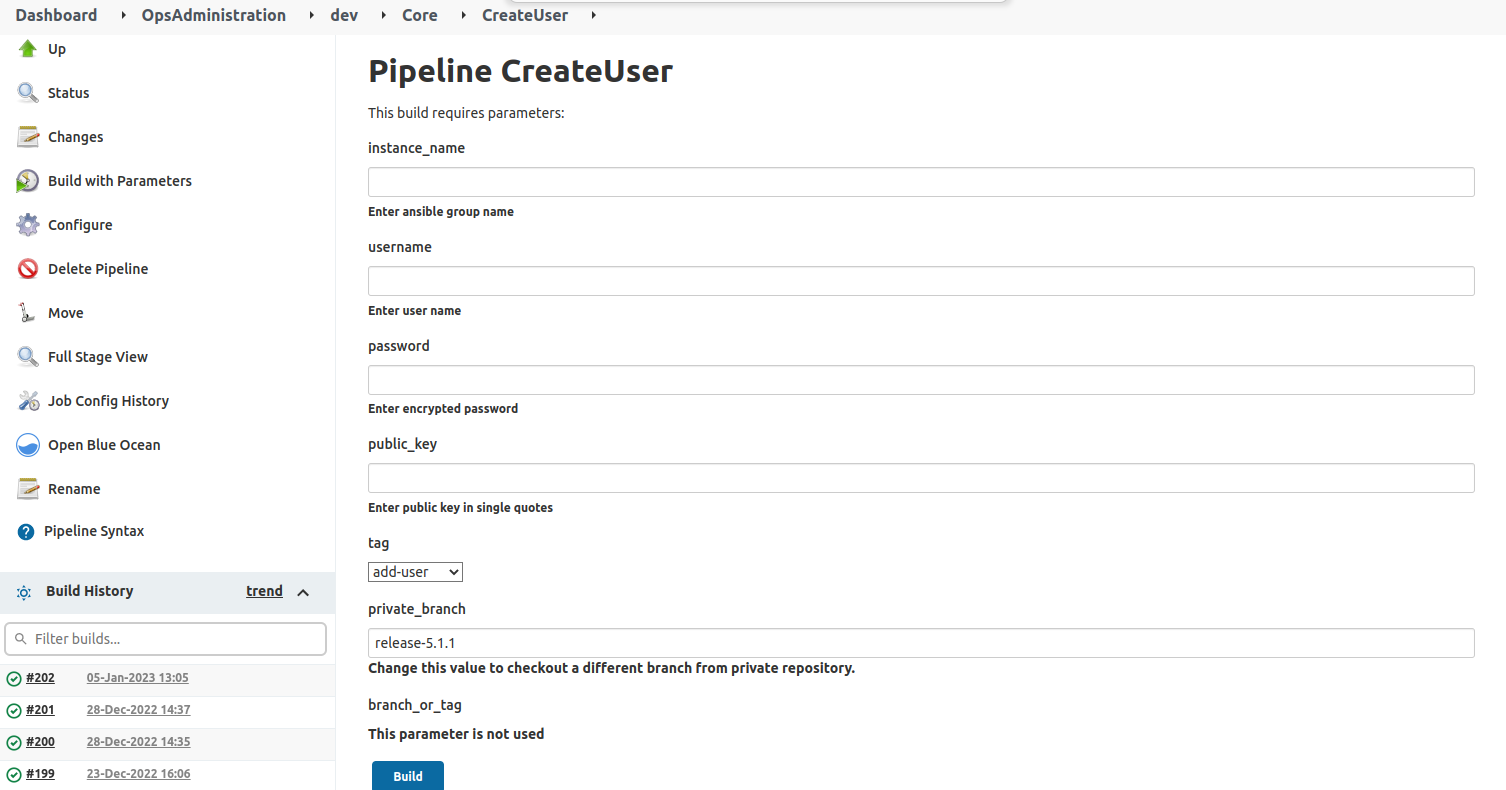 Dashboard OpsAdministration dev Core CreateUser
Up
Status
Changes
Build with Parameters
Configure
Delete Pipeline
Move
Full Stage View
Job Config History
Open Blue Ocean
Rename
Pipeline Syntax
Build History trend
Filter builds...
#202 05-Jan-2023 13:05
#201 28-Dec-2022 14:37
#200 28-Dec-2022 14:35
#199 23-Dec-2022 16:06
Pipeline CreateUser
This build requires parameters:
instance_name
Enter ansible group name
username
Enter user name
password
Enter encrypted password
public_key
Enter public key in single quotes
tag
add-user
private_branch
release-5.1.1
Change this value to checkout a different branch from private repository.
branch_or_tag
This parameter is not used
Build